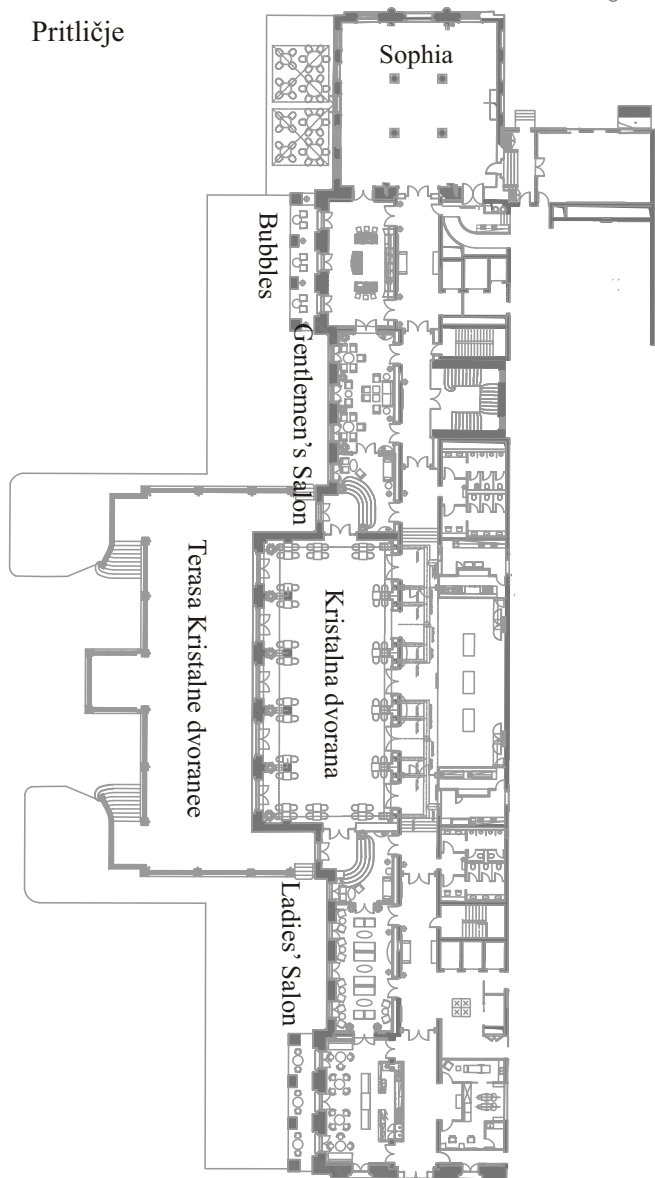 Pritličje
Sophia
Bubbles
Gentlemen's Salon
Kristalna dvorana
Terasa Kristalne dvoranee
Ladies' Salon